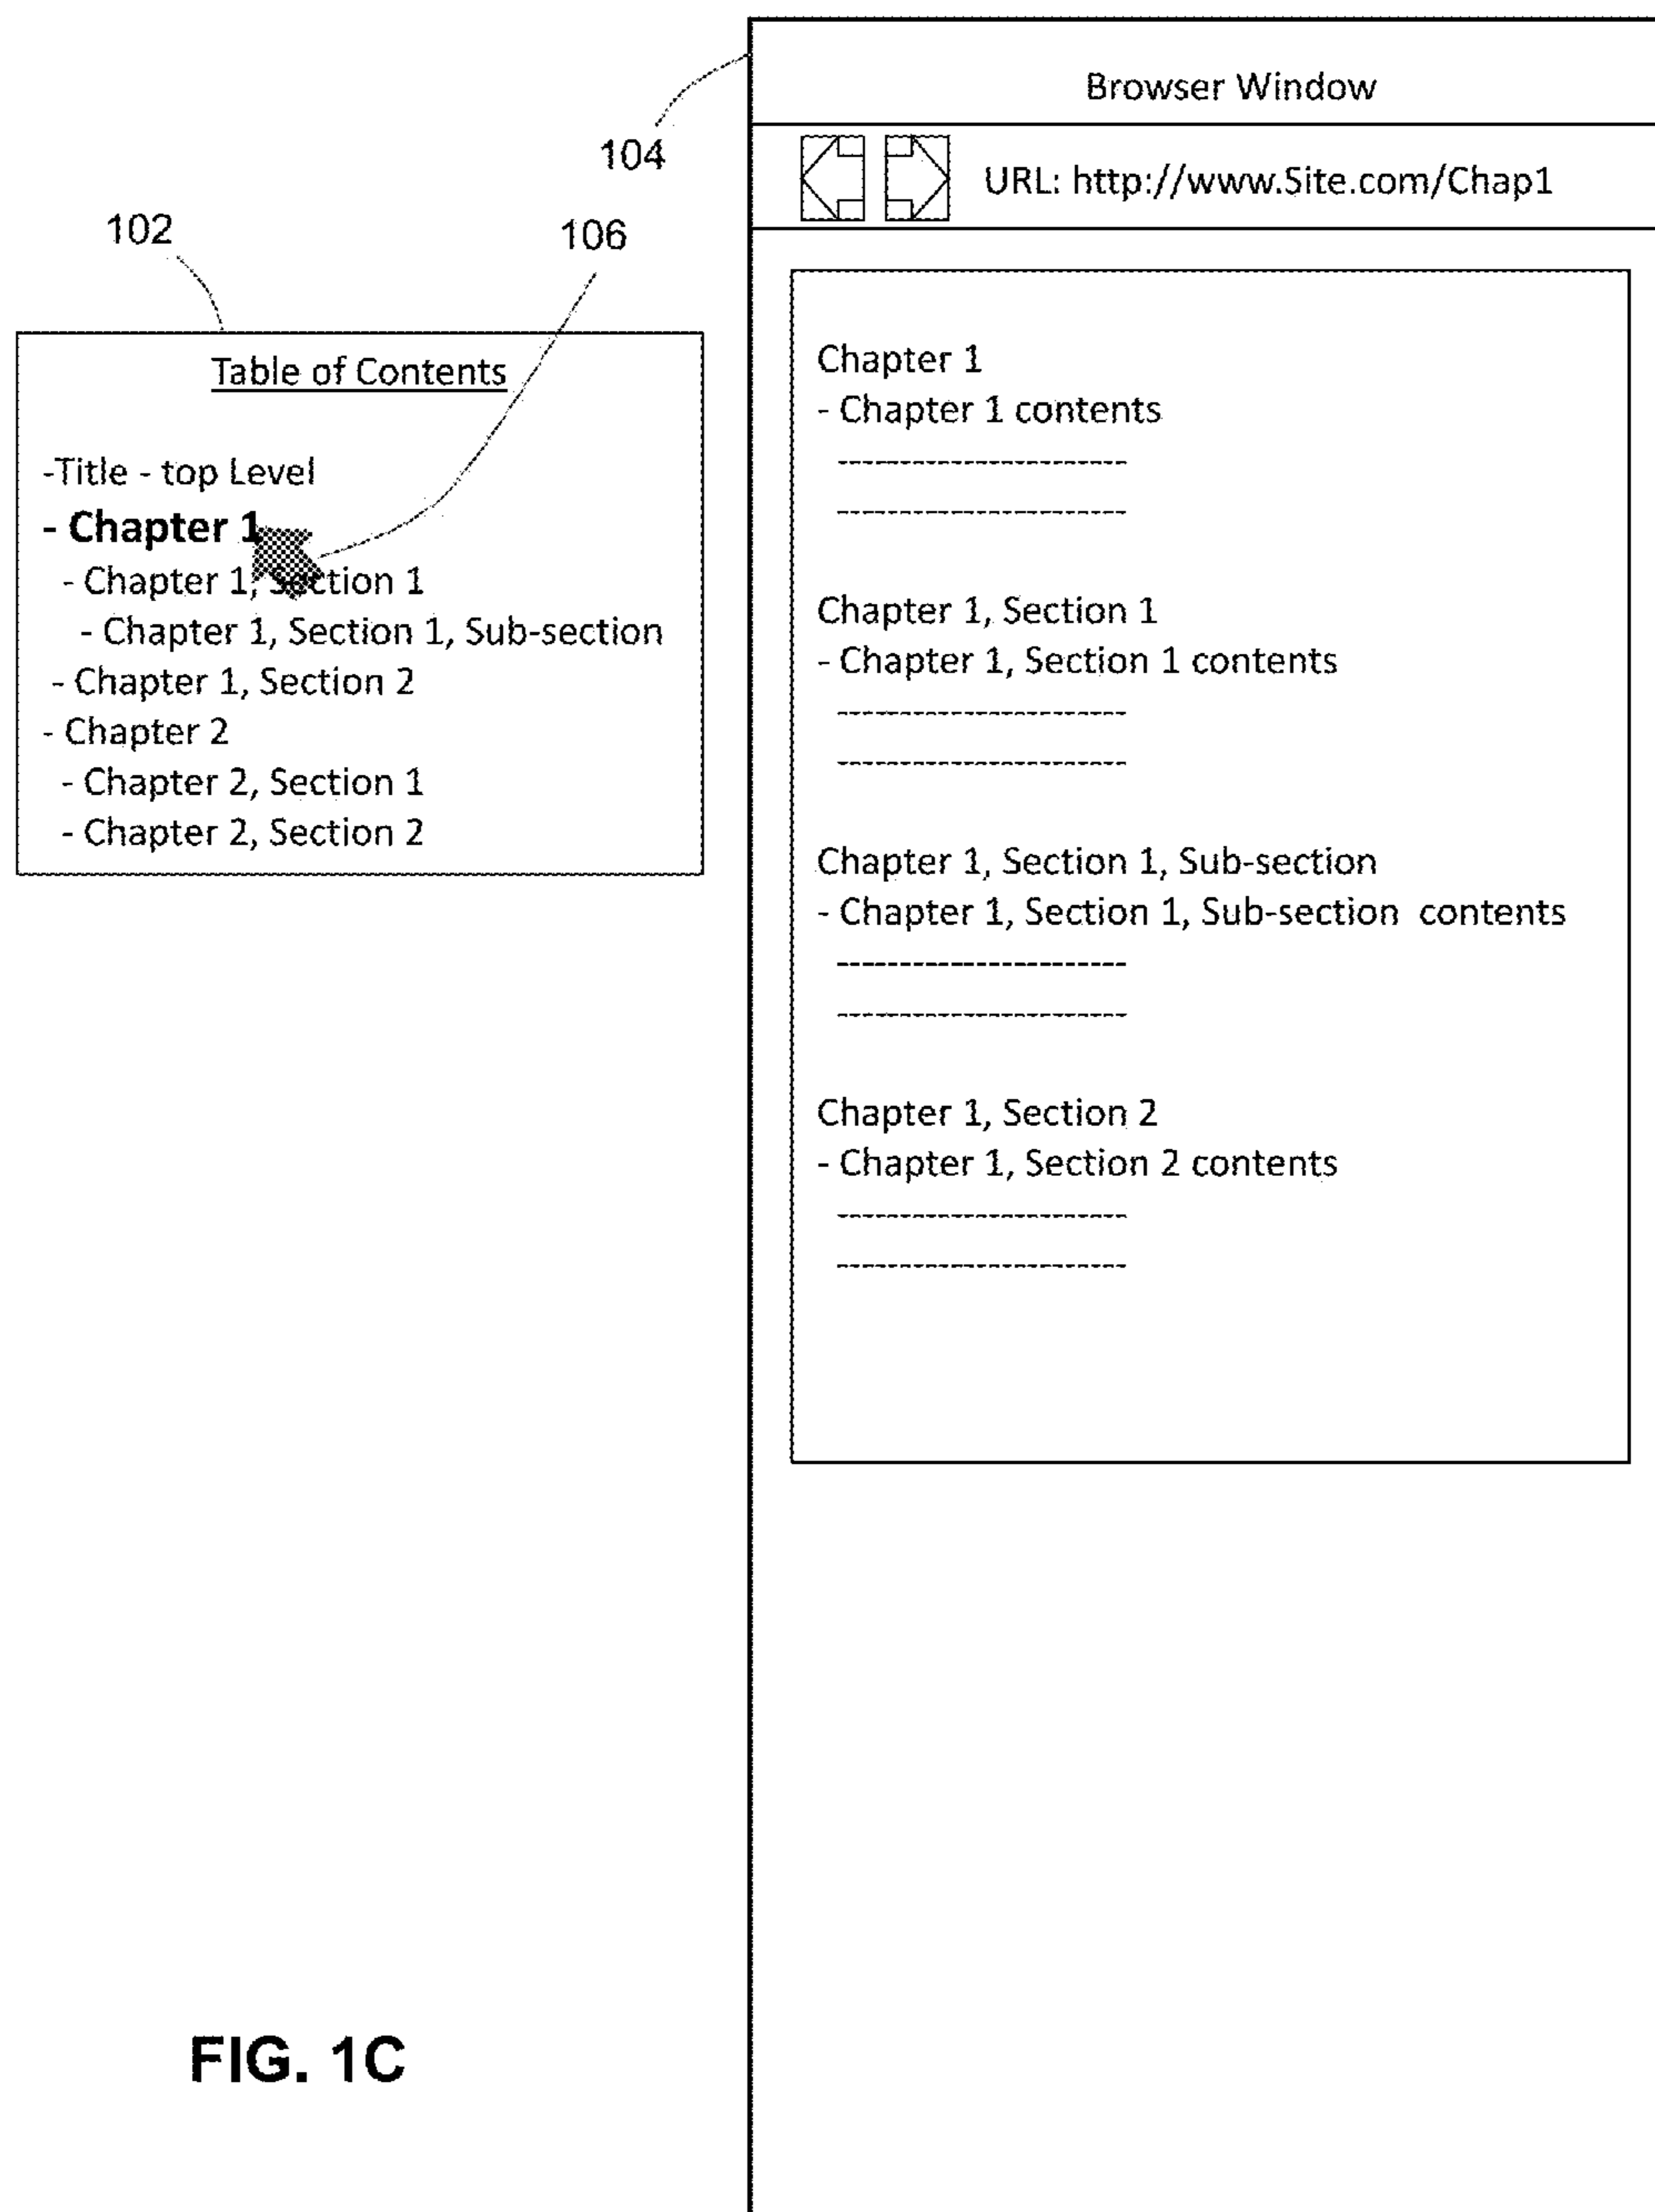 Browser Window
104
URL: http://www.Site.com/Chap1
102
106
Table of Contents
-Title - top Level
- Chapter 1
- Chapter 1, Section 1
- Chapter 1, Section 1, Sub-section
- Chapter 1, Section 2
- Chapter 2
- Chapter 2, Section 1
- Chapter 2, Section 2
Chapter 1
- Chapter 1 contents
-----------------------
-----------------------
Chapter 1, Section 1
- Chapter 1, Section 1 contents
-----------------------
-----------------------
Chapter 1, Section 1, Sub-section
- Chapter 1, Section 1, Sub-section  contents
-----------------------
-----------------------
Chapter 1, Section 2
- Chapter 1, Section 2 contents
-----------------------
-----------------------
FIG. 1C